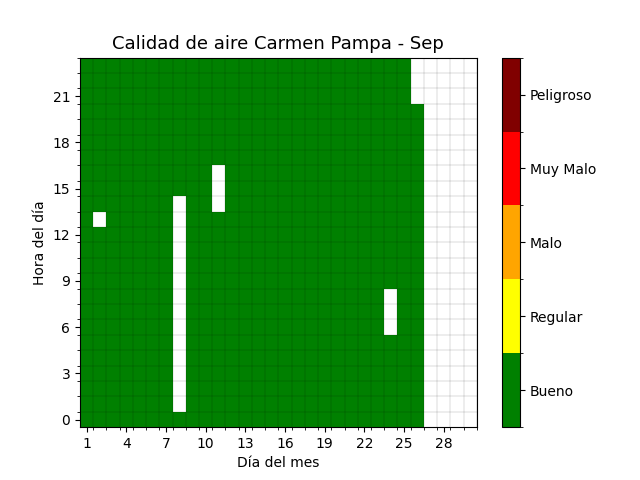 Calidad de aire Carmen Pampa - Sep
Hora del día
21
18
15
12
9
6
3
0
1 4 7 10 13 16 19 22 25 28
Día del mes
Peligroso
Muy Malo
Malo
Regular
Bueno